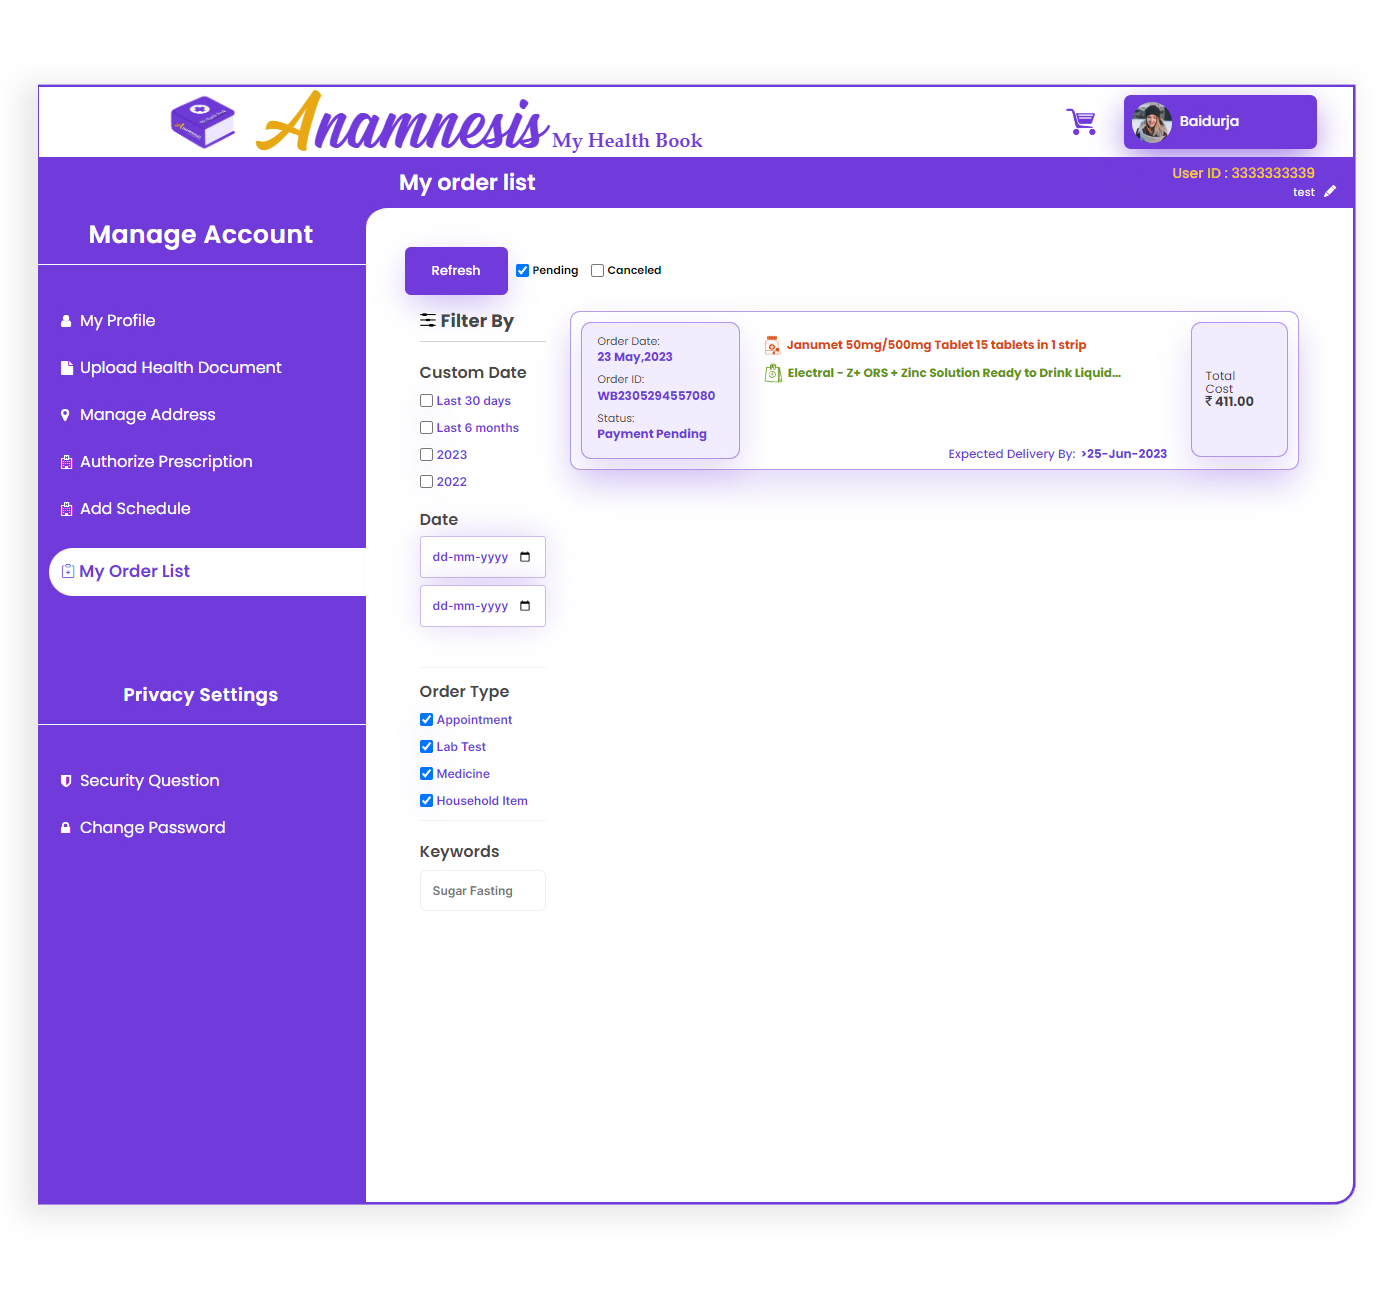 Anamnesis My Health Book
Baidurja
My order list
User ID : 3333333339
test
Manage Account
My Profile
Upload Health Document
Manage Address
Authorize Prescription
Add Schedule
My Order List
Privacy Settings
Security Question
Change Password
Refresh
Pending
Canceled
Filter By
Custom Date
Last 30 days
Last 6 months
2023
2022
Date
dd-mm-yyyy
dd-mm-yyyy
Order Type
Appointment
Lab Test
Medicine
Household Item
Keywords
Sugar Fasting
Order Date:
23 May,2023
Order ID:
WB2305294557080
Status:
Payment Pending
Janumet 50mg/500mg Tablet 15 tablets in 1 strip
Electral - Z+ ORS + Zinc Solution Ready to Drink Liquid...
Expected Delivery By: >25-Jun-2023
Total
Cost
₹ 411.00